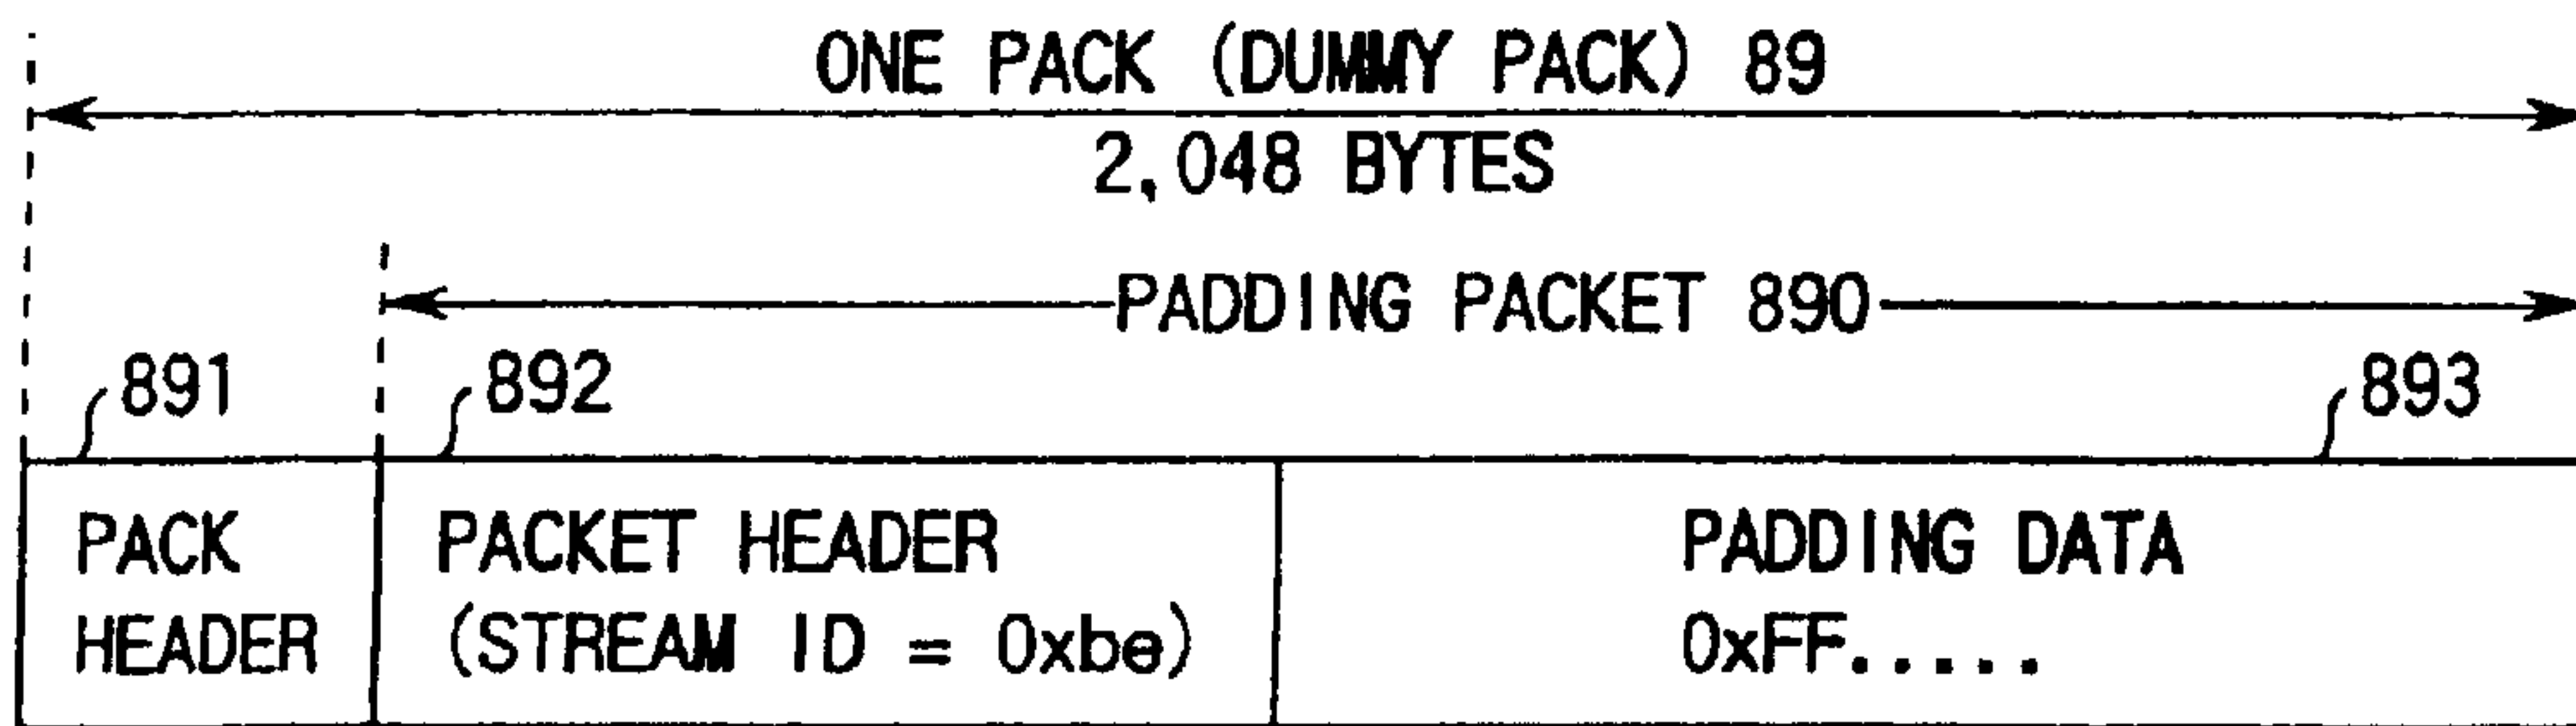 ONE PACK (DUMMY PACK) 89
2,048 BYTES
PADDING PACKET 890
891
892
893
PACK
HEADER
PACKET HEADER
(STREAM ID = 0xbe)
PADDING DATA
0xFF.....